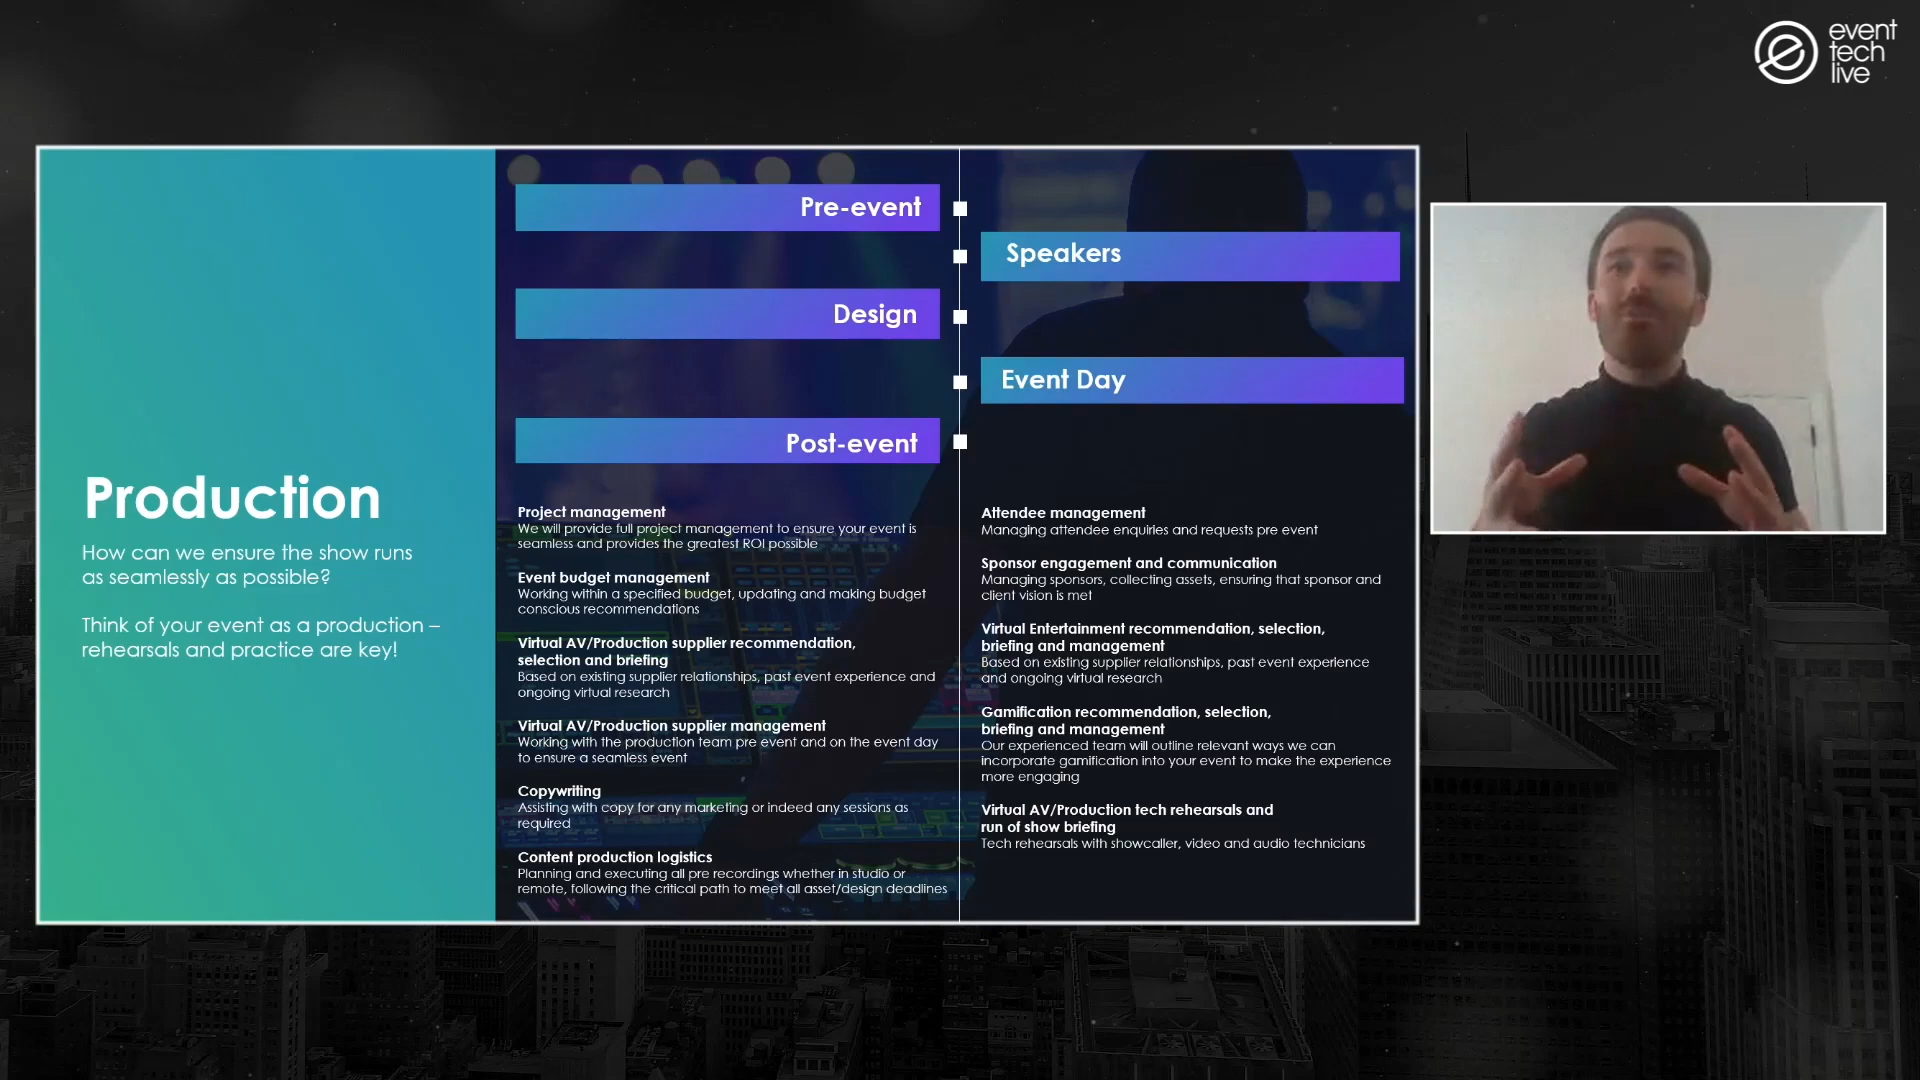 event
tech
live
Pre-event
Speakers
Design
Event Day
Post-event
Production
How can we ensure the show runs
as seamlessly as possible?
Think of your event as a production –
rehearsals and practice are key!
Project management
We will provide full project management to ensure your event is
seamless and provides the greatest ROI possible
Event budget management
Working within a specified budget, updating and making budget
conscious recommendations
Virtual AV/Production supplier recommendation,
selection and briefing
Based on existing supplier relationships, past event experience and
ongoing virtual research
Virtual AV/Production supplier management
Working with the production team pre event and on the event day
to ensure a seamless event
Copywriting
Assisting with copy for any marketing or indeed any sessions as
required
Content production logistics
Planning and executing all pre recordings whether in studio or
remote, following the critical path to meet all asset/design deadlines
Attendee management
Managing attendee enquiries and requests pre event
Sponsor engagement and communication
Managing sponsors, collecting assets, ensuring that sponsor and
client vision is met
Virtual Entertainment recommendation, selection,
briefing and management
Based on existing supplier relationships, past event experience
and ongoing virtual research
Gamification recommendation, selection,
briefing and management
Our experienced team will outline relevant ways we can
incorporate gamification into your event to make the experience
more engaging
Virtual AV/Production tech rehearsals and
run of show briefing
Tech rehearsals with showcaller, video and audio technicians